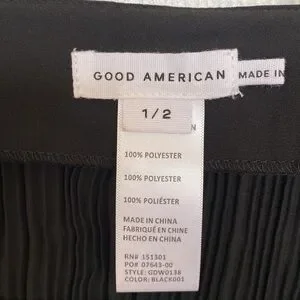 GOOD AMERICAN
MADE IN
1/2
N
100% POLYESTER
100% POLYESTER
100% POLIÉSTER
MADE IN CHINA
FABRIQUÉ EN CHINE
HECHO EN CHINA
RN# 151301
PO# 07643-00
STYLE: GDW0138
COLOR: BLACK001